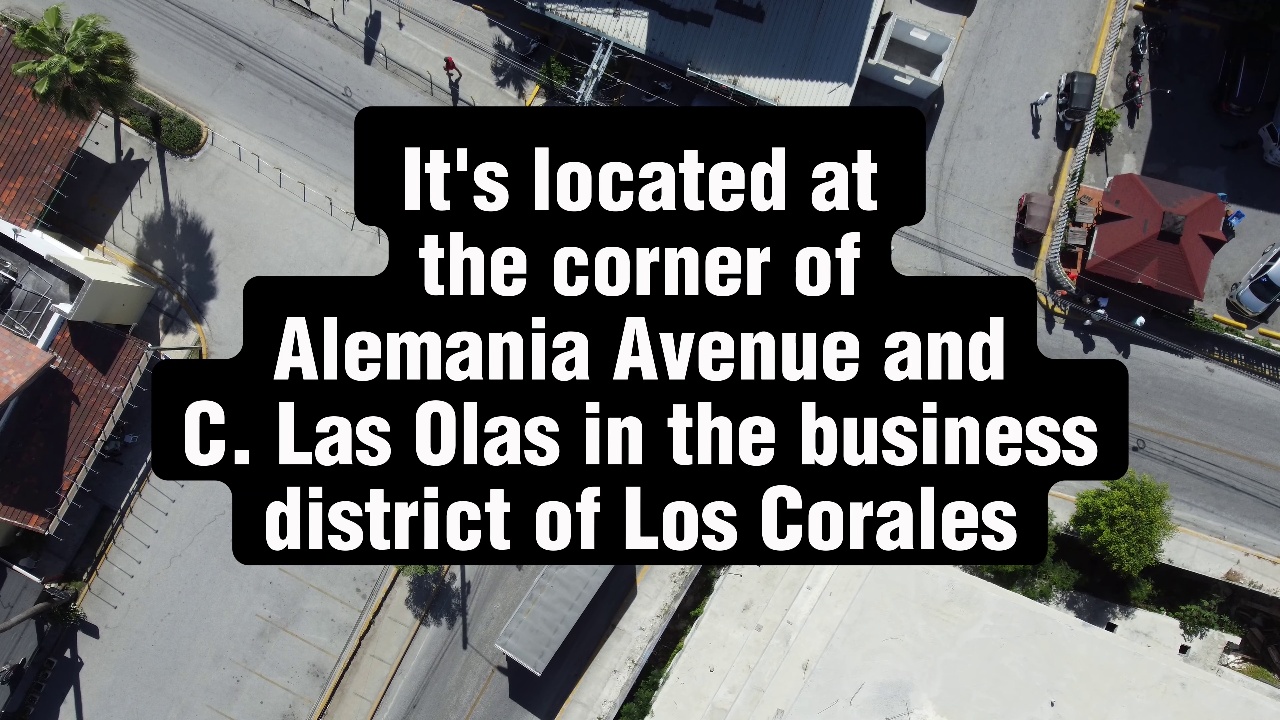 It's located at
the corner of
Alemania Avenue and
C. Las Olas in the business
district of Los Corales